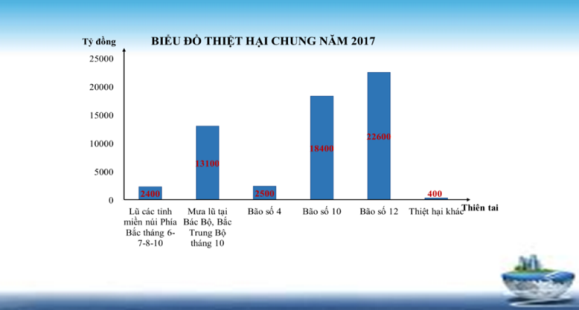 Tỷ đồng
BIỂU ĐỒ THIỆT HẠI CHUNG NĂM 2017
25000
20000
15000
10000
5000
0
2400
13100
2500
18400
22600
400
Lũ các tỉnh
miền núi Phía
Bắc tháng 6-
7-8-10
Mưa lũ tại
Bác Bộ, Bắc
Trung Bộ
tháng 10
Bão số 4
Bão số 10
Bão số 12
Thiệt hại khác
Thiên tai